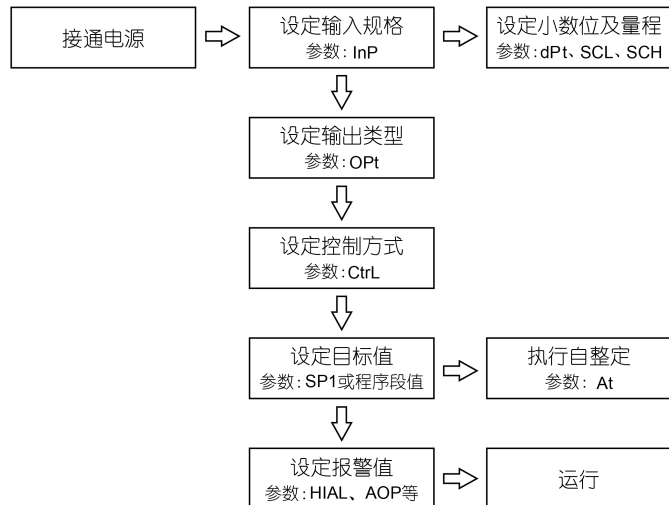 接通电源
设定输入规格
参数: InP
设定小数位及量程
参数:dPt、SCL、SCH
设定输出类型
参数: OPt
设定控制方式
参数:CtrL
设定目标值
参数: SP1或程序段值
执行自整定
参数: At
设定报警值
参数: HIAL、AOP等
运行